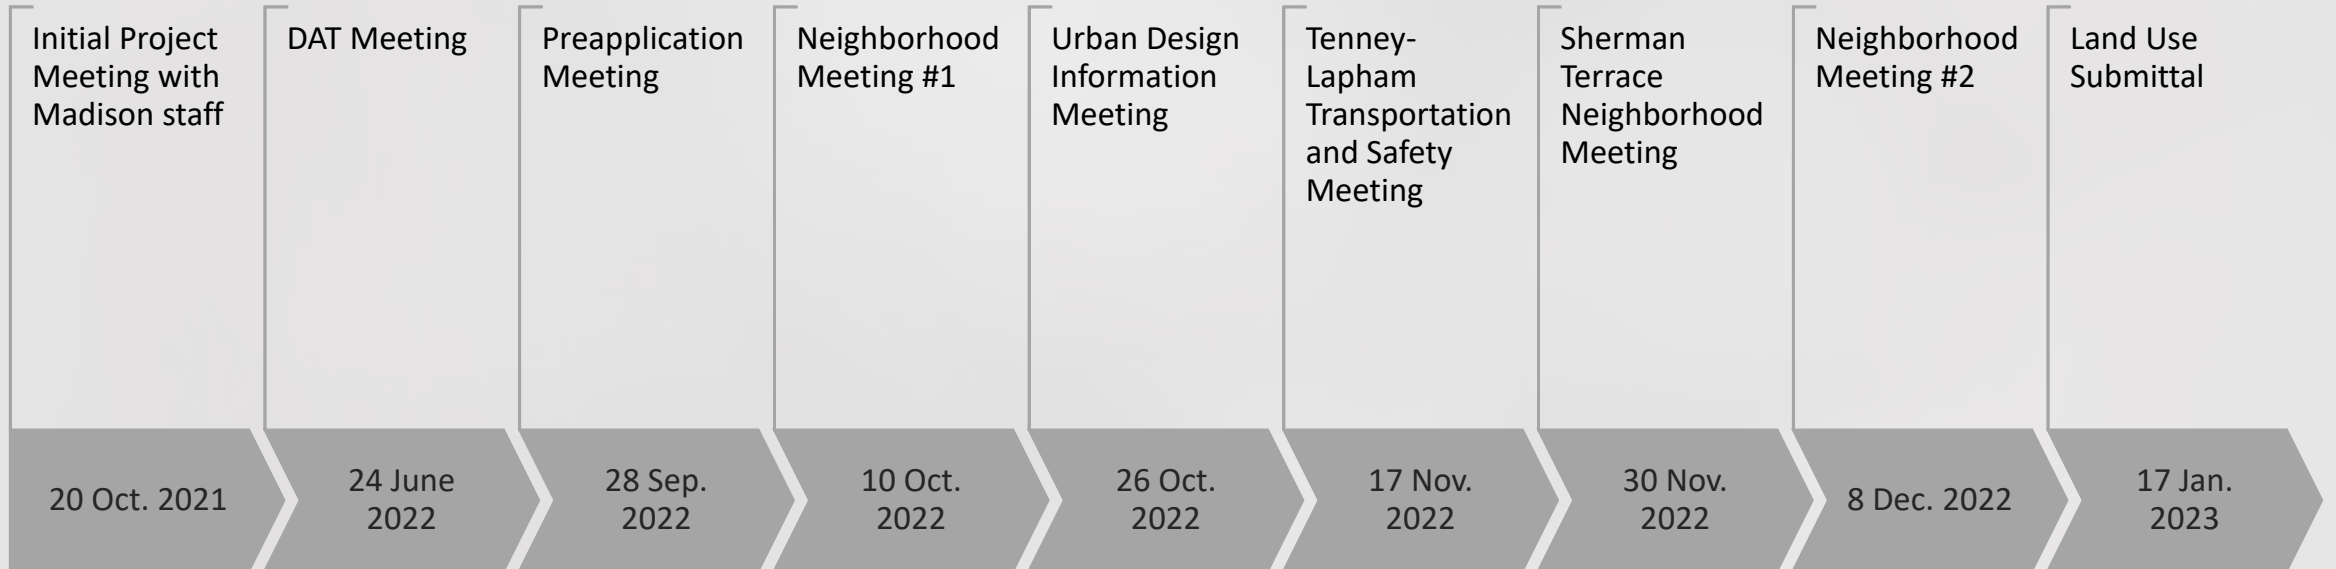 Initial Project
Meeting with
Madison staff
DAT Meeting
Preapplication
Meeting
Neighborhood
Meeting #1
Urban Design
Information
Meeting
Tenney-
Lapham
Transportation
and Safety
Meeting
Sherman
Terrace
Neighborhood
Meeting
Neighborhood
Meeting #2
Land Use
Submittal
20 Oct. 2021
24 June
2022
28 Sep.
2022
10 Oct.
2022
26 Oct.
2022
17 Nov.
2022
30 Nov.
2022
8 Dec. 2022
17 Jan.
2023